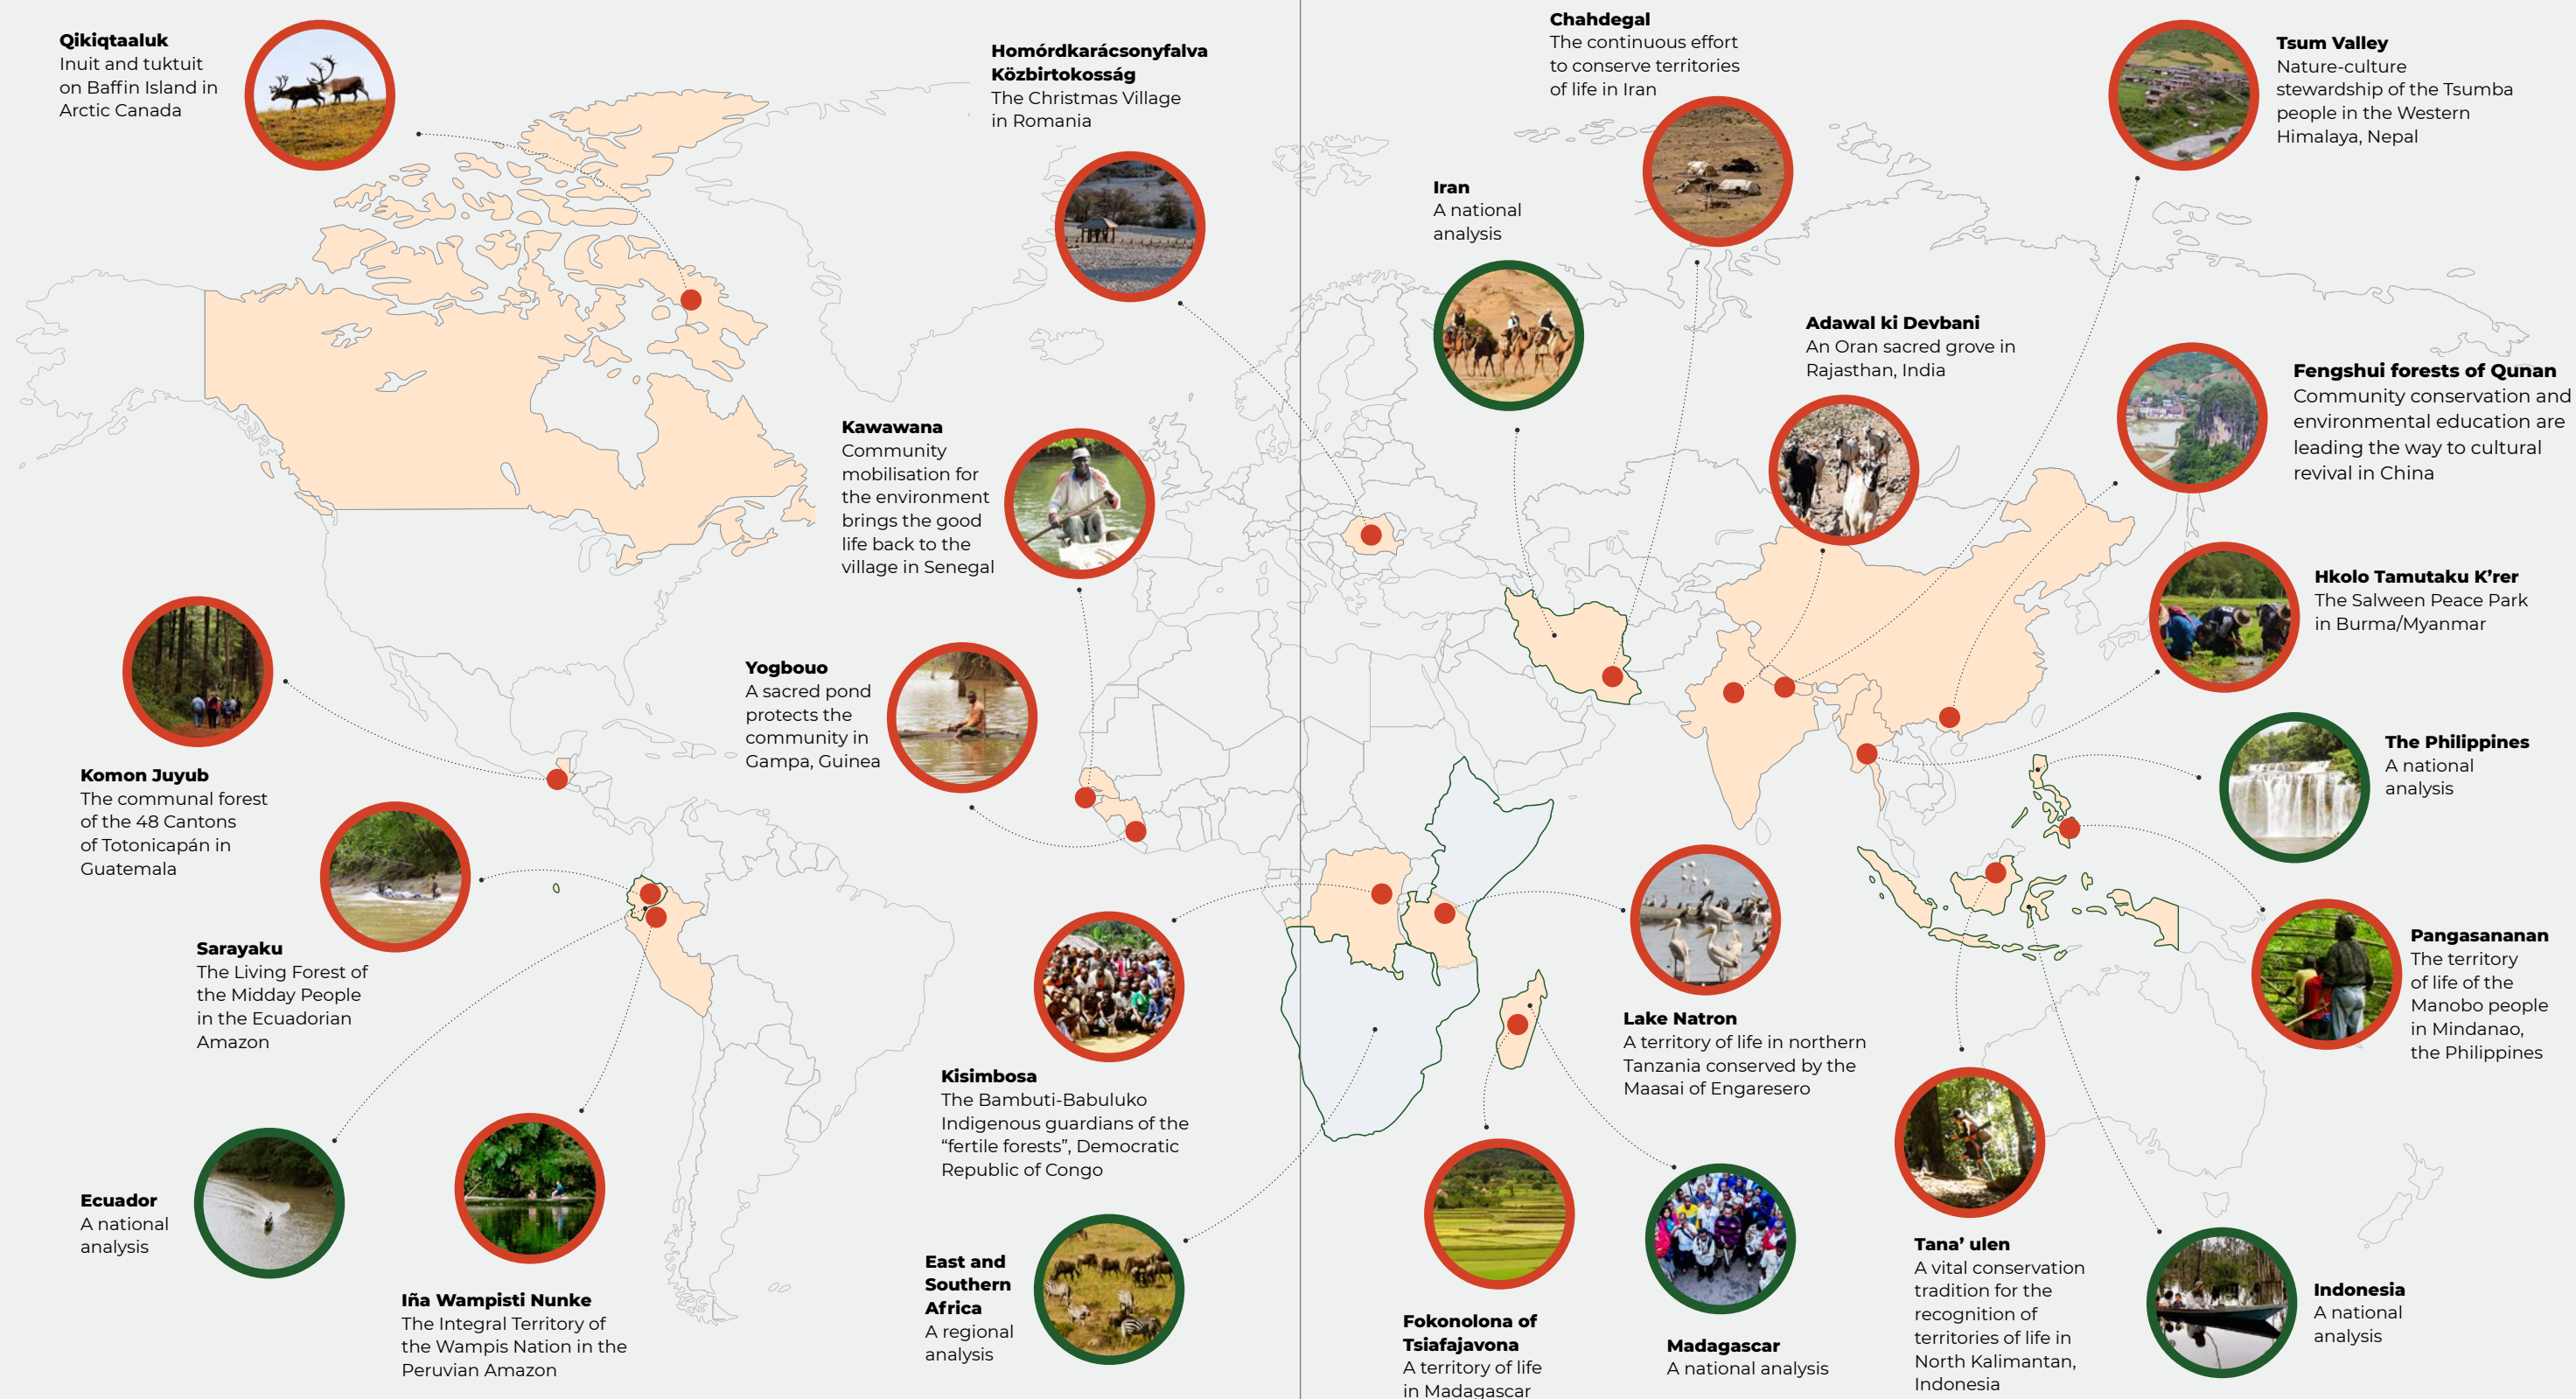 Qikiqtaaluk
Inuit and tuktuit
on Baffin Island in
Arctic Canada
Homórdkarácsonyfalva
Közbirtokosság
The Christmas Village
in Romania
Kawawana
Community
mobilisation for
the environment
brings the good
life back to the
village in Senegal
Yogbouo
A sacred pond
protects the
community in
Gampa, Guinea
Komon Juyub
The communal forest
of the 48 Cantons
of Totonicapán in
Guatemala
Sarayaku
The Living Forest of
the Midday People
in the Ecuadorian
Amazon
Ecuador
A national
analysis
Iña Wampisti Nunke
The Integral Territory of
the Wampis Nation in the
Peruvian Amazon
Kisimbosa
The Bambuti-Babuluko
Indigenous guardians of the
“fertile forests”, Democratic
Republic of Congo
East and
Southern
Africa
A regional
analysis
Chahdegal
The continuous effort
to conserve territories
of life in Iran
Iran
A national
analysis
Adawal ki Devbani
An Oran sacred grove in
Rajasthan, India
Tsum Valley
Nature-culture
stewardship of the Tsumba
people in the Western
Himalaya, Nepal
Fengshui forests of Qunan
Community conservation and
environmental education are
leading the way to cultural
revival in China
Hkolo Tamutaku K’rer
The Salween Peace Park
in Burma/Myanmar
The Philippines
A national
analysis
Pangasananan
The territory
of life of the
Manobo people
in Mindanao,
the Philippines
Lake Natron
A territory of life in northern
Tanzania conserved by the
Maasai of Engaresero
Fokonolona of
Tsiafajavona
A territory of life
in Madagascar
Madagascar
A national analysis
Tana’ ulen
A vital conservation
tradition for the
recognition of
territories of life in
North Kalimantan,
Indonesia
Indonesia
A national
analysis